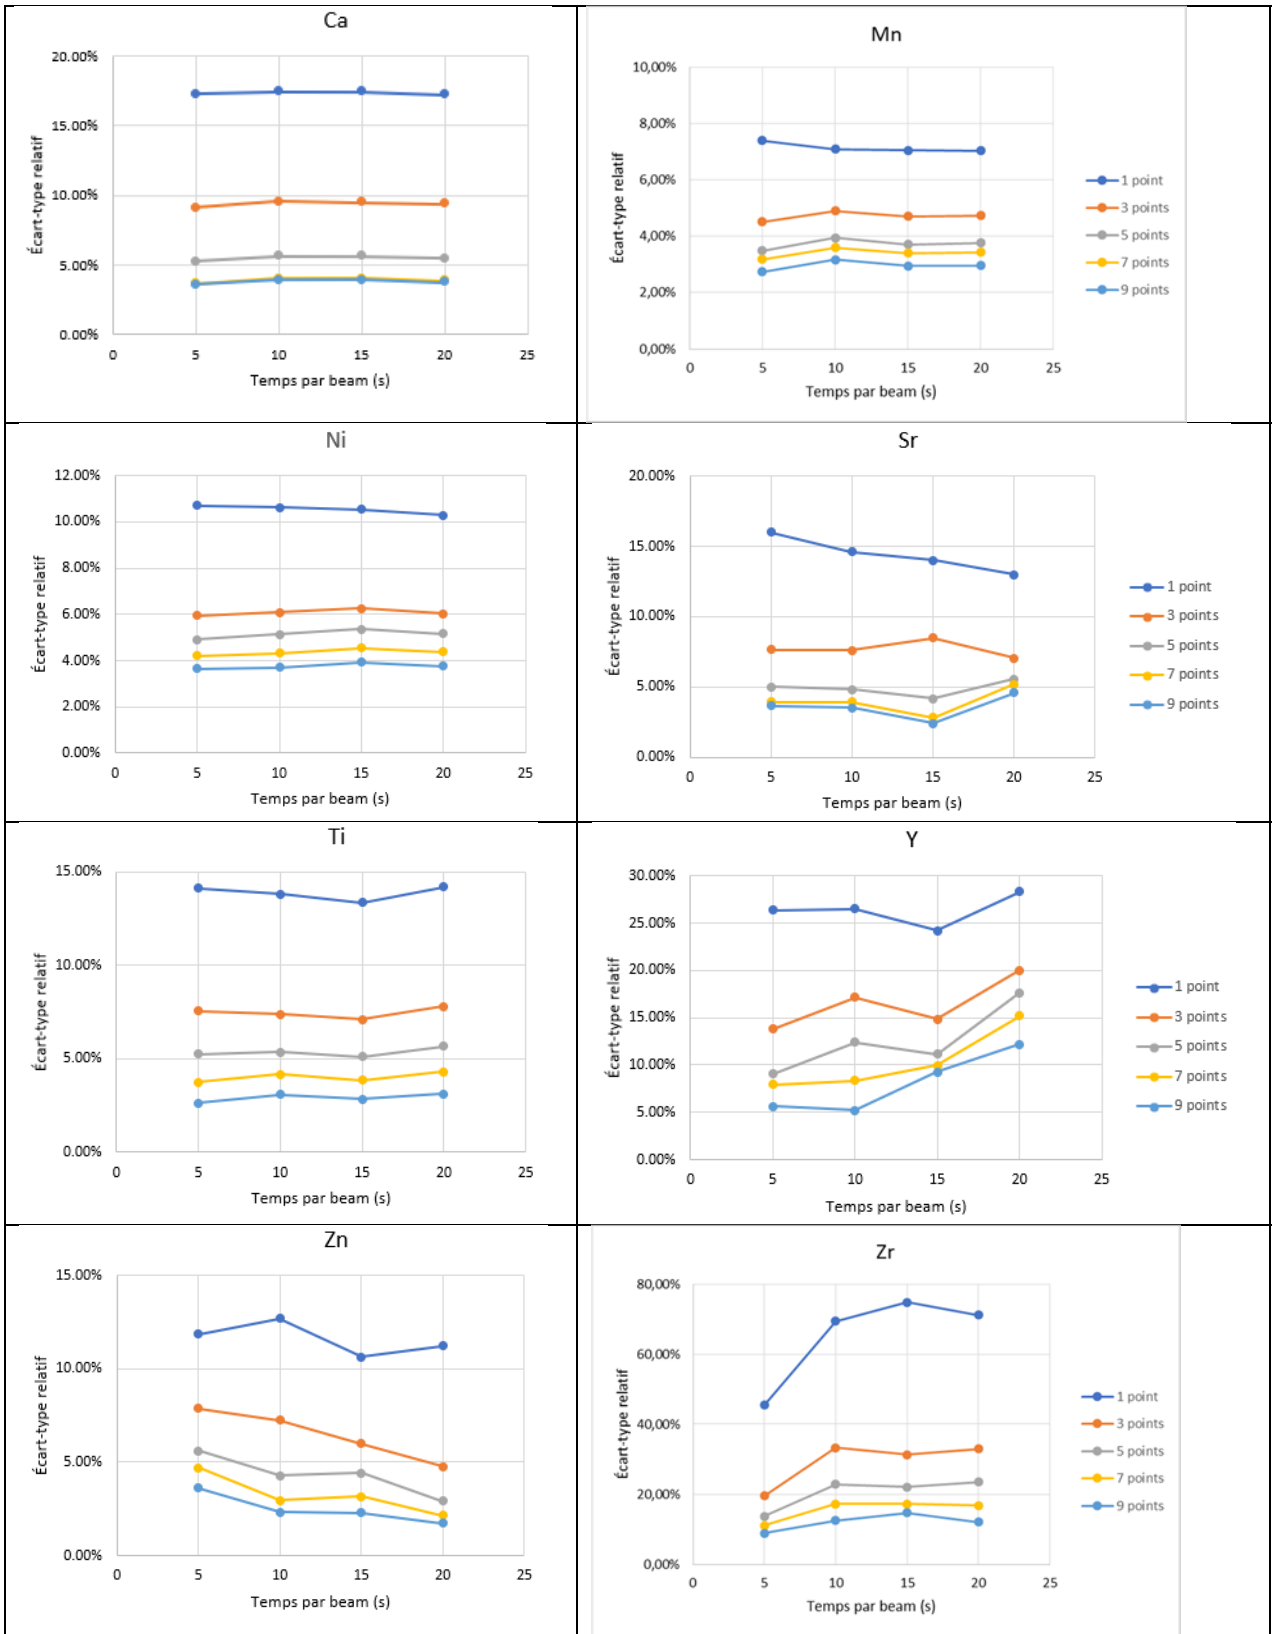 Ca
Écart-type relatif
20.00%
15.00%
10.00%
5.00%
0.00%
0 5 10 15 20 25
Temps par beam (s)
Mn
Écart-type relatif
10,00%
8,00%
6,00%
4,00%
2,00%
0,00%
0 5 10 15 20 25
Temps par beam (s)
1 point
3 points
5 points
7 points
9 points
Ni
Écart-type relatif
12.00%
10.00%
8.00%
6.00%
4.00%
2.00%
0.00%
0 5 10 15 20 25
Temps par beam (s)
Sr
Écart-type relatif
20.00%
15.00%
10.00%
5.00%
0.00%
0 5 10 15 20 25
Temps par beam (s)
1 point
3 points
5 points
7 points
9 points
Ti
Écart-type relatif
15.00%
10.00%
5.00%
0.00%
0 5 10 15 20 25
Temps par beam (s)
Y
Écart-type relatif
30.00%
25.00%
20.00%
15.00%
10.00%
5.00%
0.00%
0 5 10 15 20 25
Temps par beam (s)
1 point
3 points
5 points
7 points
9 points
Zn
Écart-type relatif
15.00%
10.00%
5.00%
0.00%
0 5 10 15 20 25
Temps par beam (s)
Zr
Écart-type relatif
80,00%
60,00%
40,00%
20,00%
0,00%
0 5 10 15 20 25
Temps par beam (s)
1 point
3 points
5 points
7 points
9 points